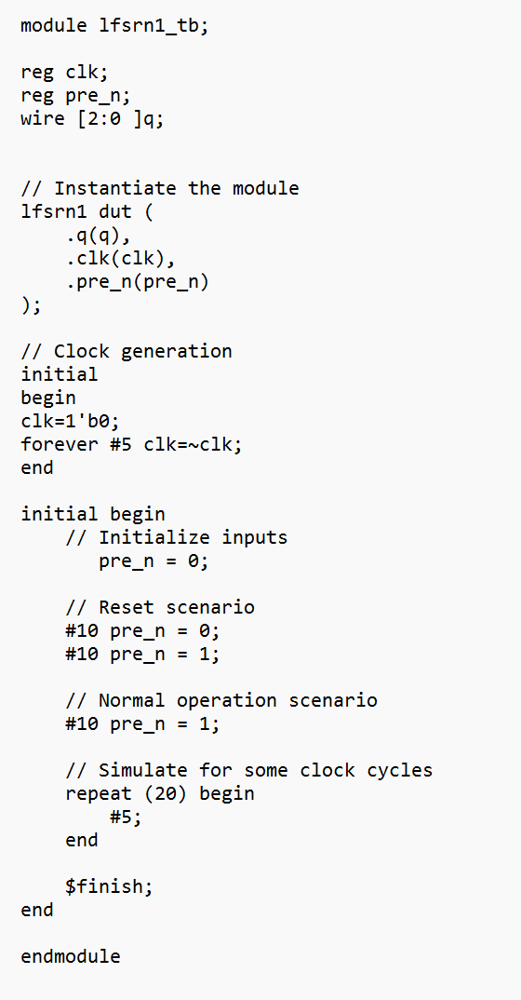 module lfsrn1_tb;

reg clk;
reg pre_n;
wire [2:0 ]q;


// Instantiate the module
lfsrn1 dut (
    .q(q),
    .clk(clk),
    .pre_n(pre_n)
);

// Clock generation
initial
begin
clk=1'b0;
forever #5 clk=~clk;
end

initial begin
    // Initialize inputs
       pre_n = 0;

    // Reset scenario
    #10 pre_n = 0;
    #10 pre_n = 1;

    // Normal operation scenario
    #10 pre_n = 1;

    // Simulate for some clock cycles
    repeat (20) begin
        #5;
    end

    $finish;
end

endmodule